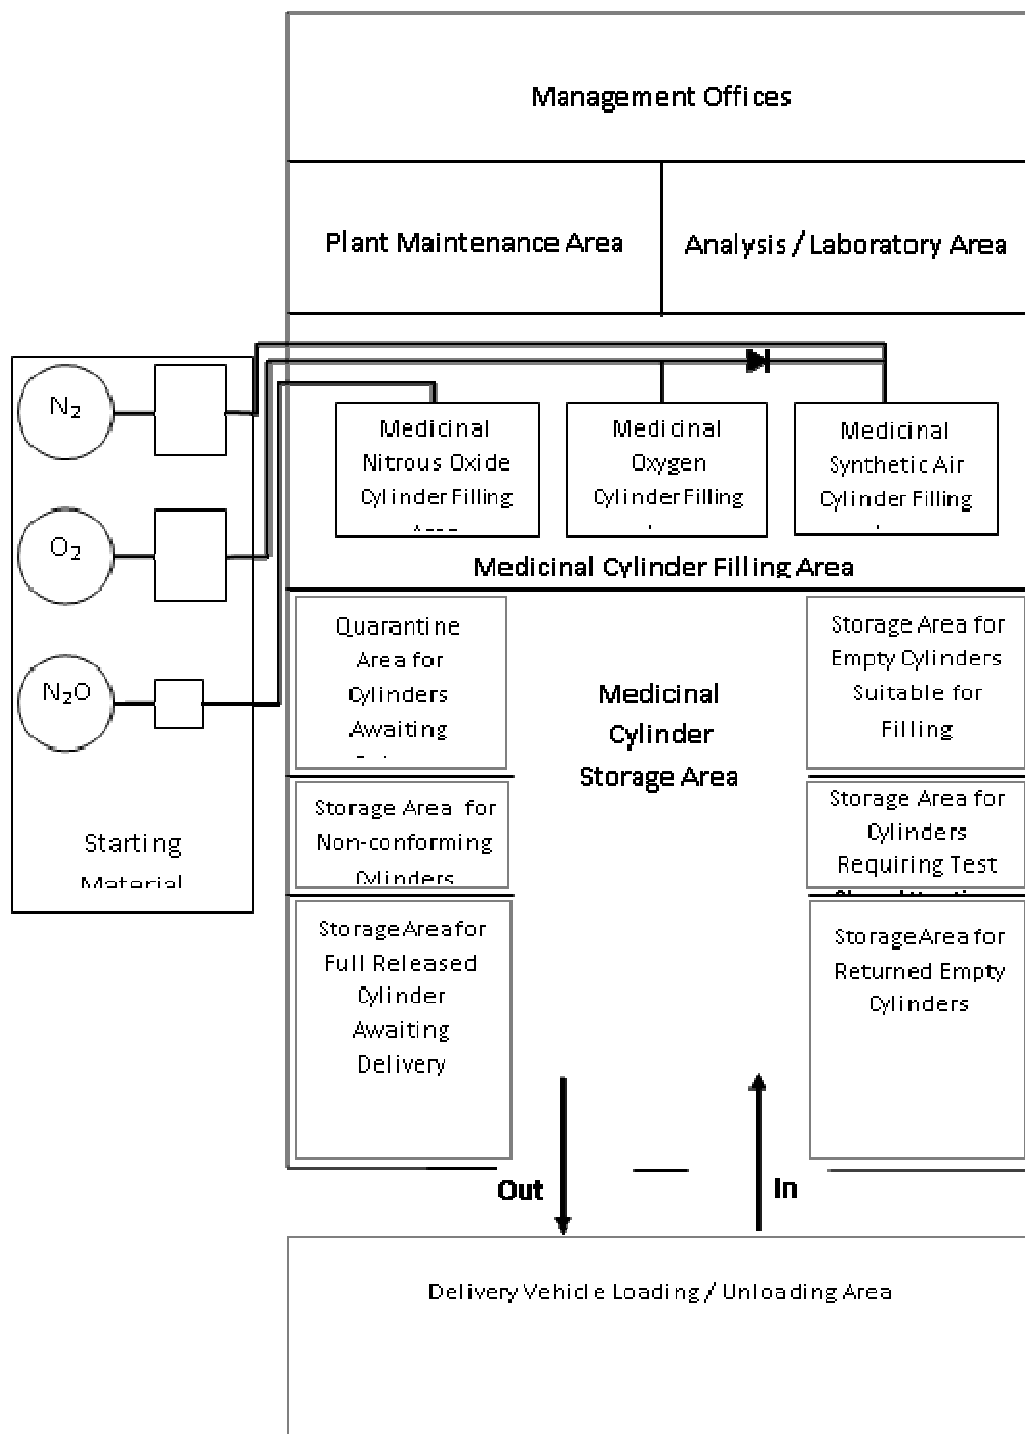 Management Offices
Plant Maintenance Area
Analysis / Laboratory Area
N2
O2
N2O
Starting
Material
Medicinal
Nitrous Oxide
Cylinder Filling
Medicinal
Oxygen
Cylinder Filling
Medicinal
Synthetic Air
Cylinder Filling
Medicinal Cylinder Filling Area
Quarantine
Area for
Cylinders
Awaiting
Storage Area for
Non-conforming
Cylinders
Storage Area for
Full Released
Cylinder
Awaiting
Delivery
Medicinal
Cylinder
Storage Area
Storage Area for
Empty Cylinders
Suitable for
Filling
Storage Area for
Cylinders
Requiring Test
Storage Area for
Returned Empty
Cylinders
Out
In
Delivery Vehicle Loading / Unloading Area